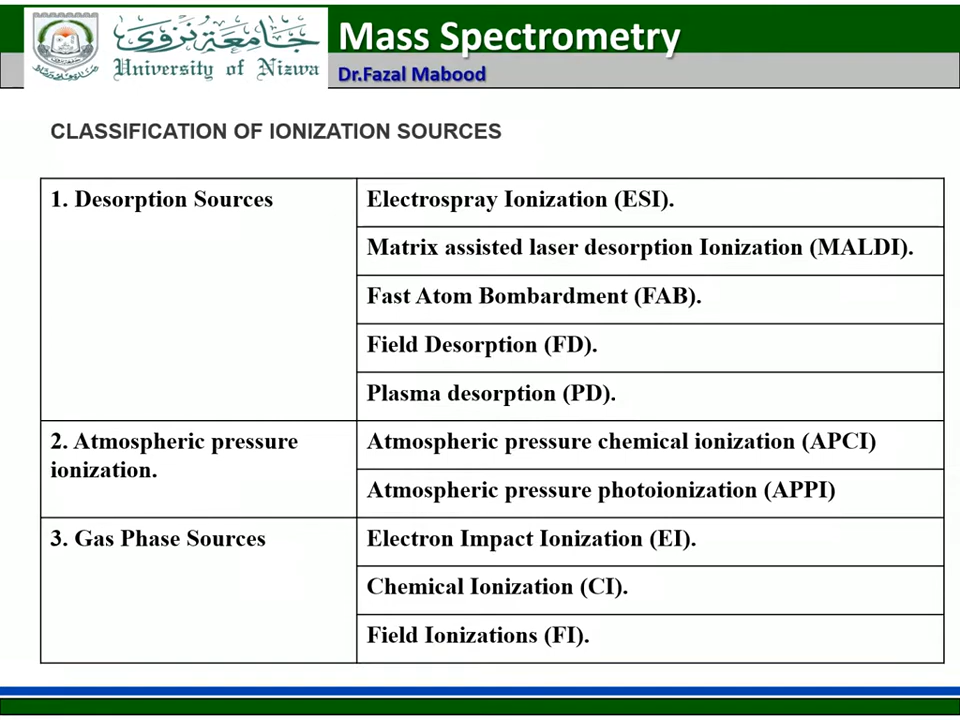 جامعة نزوى
University of Nizwa
Mass Spectrometry
Dr.Fazal Mabood
CLASSIFICATION OF IONIZATION SOURCES
1. Desorption Sources
Electrospray Ionization (ESI).
Matrix assisted laser desorption Ionization (MALDI).
Fast Atom Bombardment (FAB).
Field Desorption (FD).
Plasma desorption (PD).
2. Atmospheric pressure
ionization.
Atmospheric pressure chemical ionization (APCI)
Atmospheric pressure photoionization (APPI)
3. Gas Phase Sources
Electron Impact Ionization (EI).
Chemical Ionization (CI).
Field Ionizations (FI).